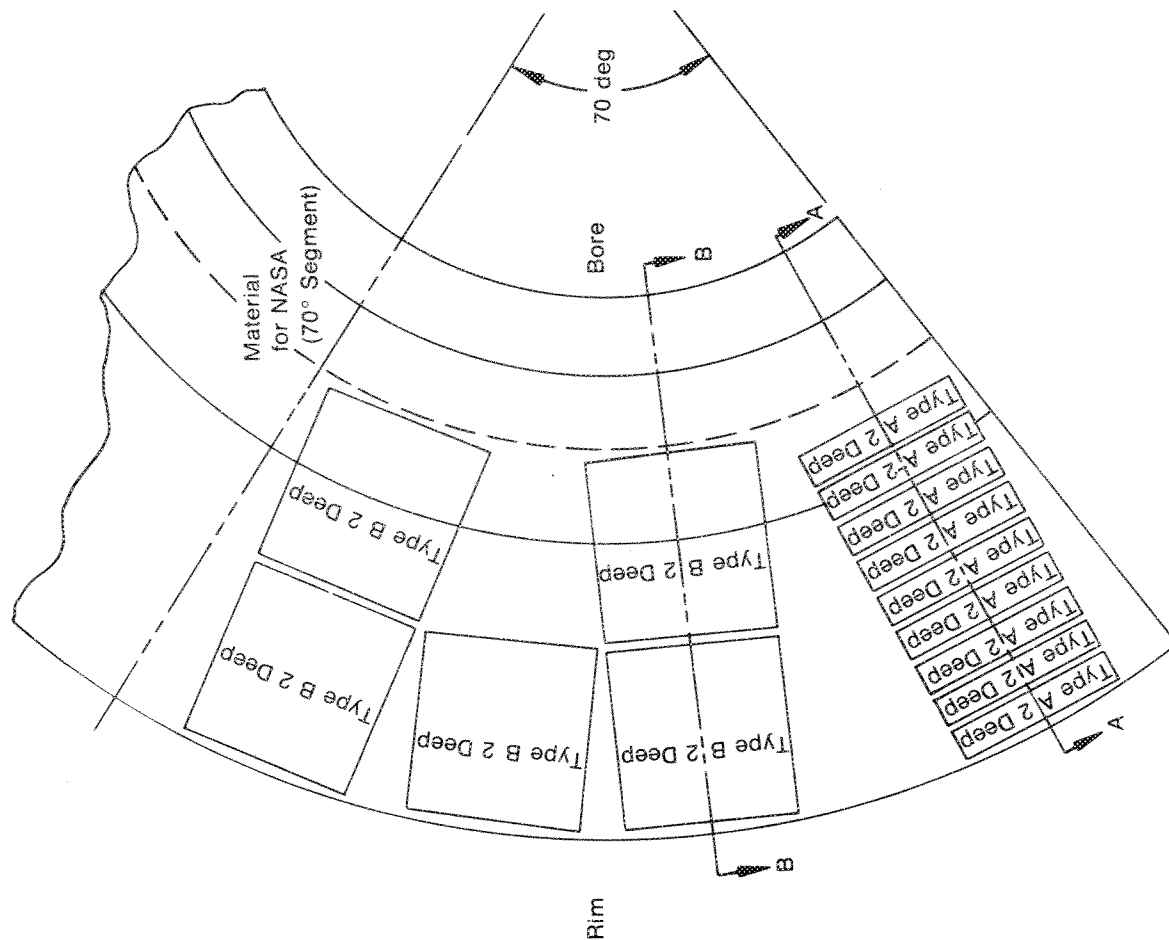 70 deg
Material
for NASA
(70° Segment)
Bore
A
B
Type B 2 Deep
Type B 2 Deep
Type B 2 Deep
Type B 2 Deep
Type B 2 Deep
Type A 2 Deep
Type A 2 Deep
Type A 2 Deep
Type A 2 Deep
Type A 2 Deep
Type A 2 Deep
Type A 2 Deep
Type A 2 Deep
Type A 2 Deep
A
B
Rim